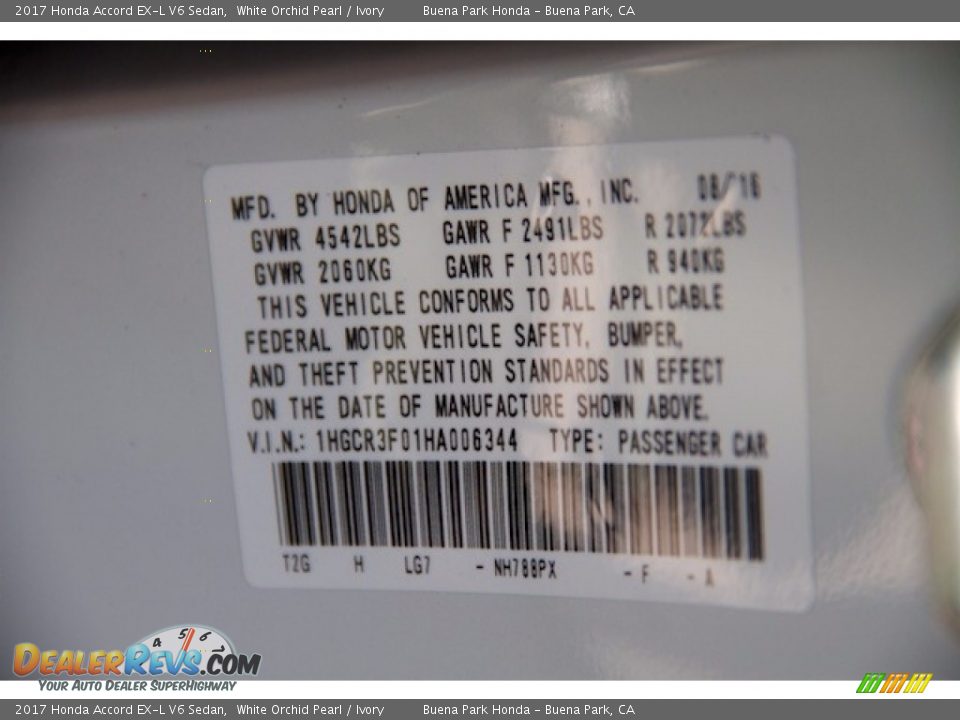 2017 Honda Accord EX-L V6 Sedan, White Orchid Pearl / Ivory Buena Park Honda - Buena Park, CA
MFD. BY HONDA OF AMERICA MFG., INC. 08/16
GVWR 4542LBS GAWR F 2491LBS R 2072LBS
GVWR 2060KG GAWR F 1130KG R 940KG
THIS VEHICLE CONFORMS TO ALL APPLICABLE
FEDERAL MOTOR VEHICLE SAFETY, BUMPER,
AND THEFT PREVENTION STANDARDS IN EFFECT
ON THE DATE OF MANUFACTURE SHOWN ABOVE.
V.I.N.: 1HGCR3F01HA006344 TYPE: PASSENGER CAR
T2G H LG7 - NH788PX - F - A
4 5 6 7
DEALERREVS.COM
YOUR AUTO DEALER SUPERHIGHWAY
2017 Honda Accord EX-L V6 Sedan, White Orchid Pearl / Ivory Buena Park Honda - Buena Park, CA